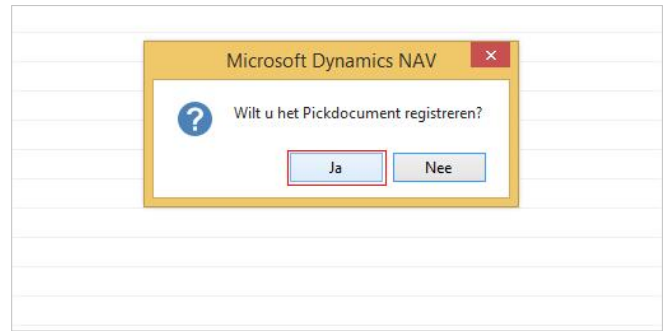 Microsoft Dynamics NAV
Wilt u het Pickdocument registreren?
Ja
Nee